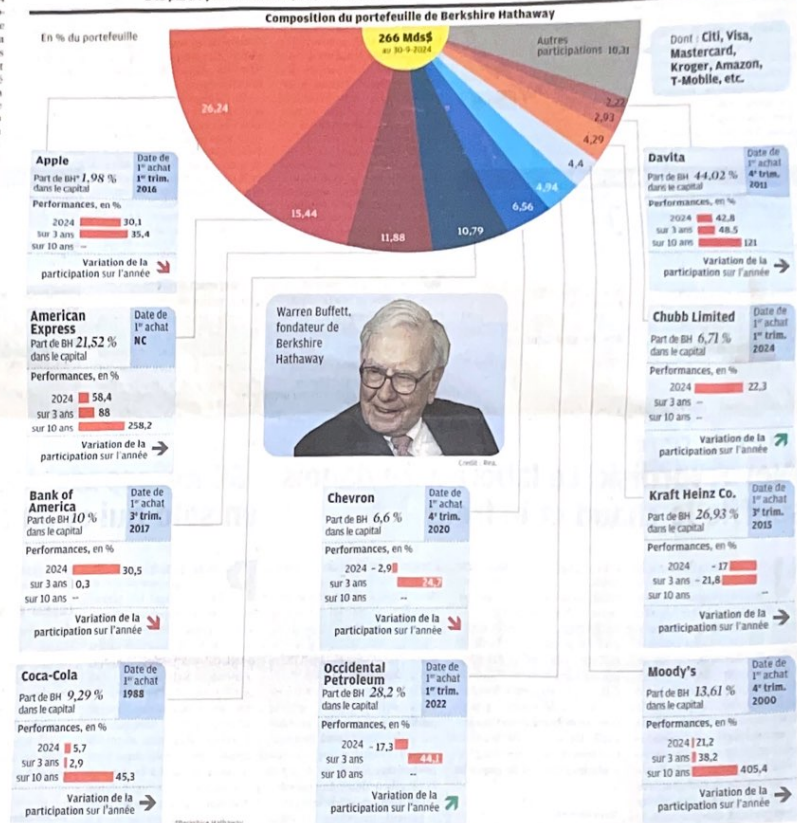 Composition du portefeuille de Berkshire Hathaway
En % du portefeuille
266 Mds$
au 30-9-2024
Autres
participations 10,31
Dont : Citi, Visa,
Mastercard,
Kroger, Amazon,
T-Mobile, etc.
26,24
15,44
11,88
10,79
6,56
4,94
4,4
4,29
2,93
2,22
Apple
Part de BH* 1,98 %
dans le capital
Date de
1er achat
1er trim.
2016
Performances, en %
2024 30,1
sur 3 ans 35,4
sur 10 ans --
Variation de la
participation sur l'année
American
Express
Part de BH 21,52 %
dans le capital
Date de
1er achat
NC
Performances, en %
2024 58,4
sur 3 ans 88
sur 10 ans 258,2
Variation de la
participation sur l'année
Bank of
America
Part de BH 10 %
dans le capital
Date de
1er achat
3e trim.
2017
Performances, en %
2024 30,5
sur 3 ans 0,3
sur 10 ans --
Variation de la
participation sur l'année
Coca-Cola
Part de BH 9,29 %
dans le capital
Date de
1er achat
1988
Performances, en %
2024 5,7
sur 3 ans 2,9
sur 10 ans 45,3
Variation de la
participation sur l'année
Warren Buffett,
fondateur de
Berkshire
Hathaway
Crédit : Rea.
Chevron
Part de BH 6,6 %
dans le capital
Date de
1er achat
4e trim.
2020
Performances, en %
2024 - 2,9
sur 3 ans 24,7
sur 10 ans --
Variation de la
participation sur l'année
Occidental
Petroleum
Part de BH 28,2 %
dans le capital
Date de
1er achat
1er trim.
2022
Performances, en %
2024 - 17,3
sur 3 ans 44,1
sur 10 ans --
Variation de la
participation sur l'année
Davita
Part de BH 44,02 %
dans le capital
Date de
1er achat
4e trim.
2011
Performances, en %
2024 42,8
sur 3 ans 48,5
sur 10 ans 121
Variation de la
participation sur l'année
Chubb Limited
Part de BH 6,71 %
dans le capital
Date de
1er achat
1er trim.
2024
Performances, en %
2024 22,3
sur 3 ans --
sur 10 ans --
Variation de la
participation sur l'année
Kraft Heinz Co.
Part de BH 26,93 %
dans le capital
Date de
1er achat
3e trim.
2015
Performances, en %
2024 - 17
sur 3 ans - 21,8
sur 10 ans --
Variation de la
participation sur l'année
Moody's
Part de BH 13,61 %
dans le capital
Date de
1er achat
4e trim.
2000
Performances, en %
2024 21,2
sur 3 ans 38,2
sur 10 ans 405,4
Variation de la
participation sur l'année